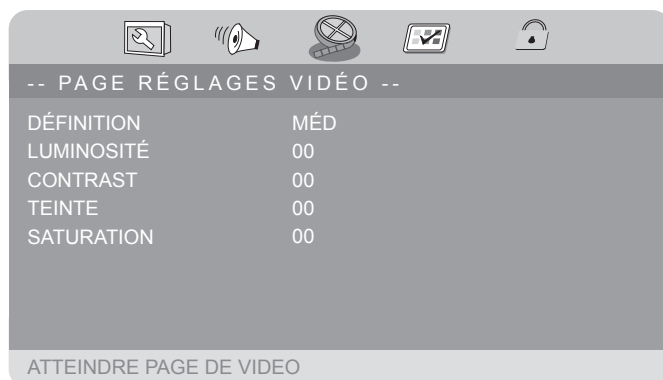 -- PAGE RÉGLAGES VIDÉO --
DÉFINITION MÉD
LUMINOSITÉ 00
CONTRAST 00
TEINTE 00
SATURATION 00
ATTEINDRE PAGE DE VIDEO